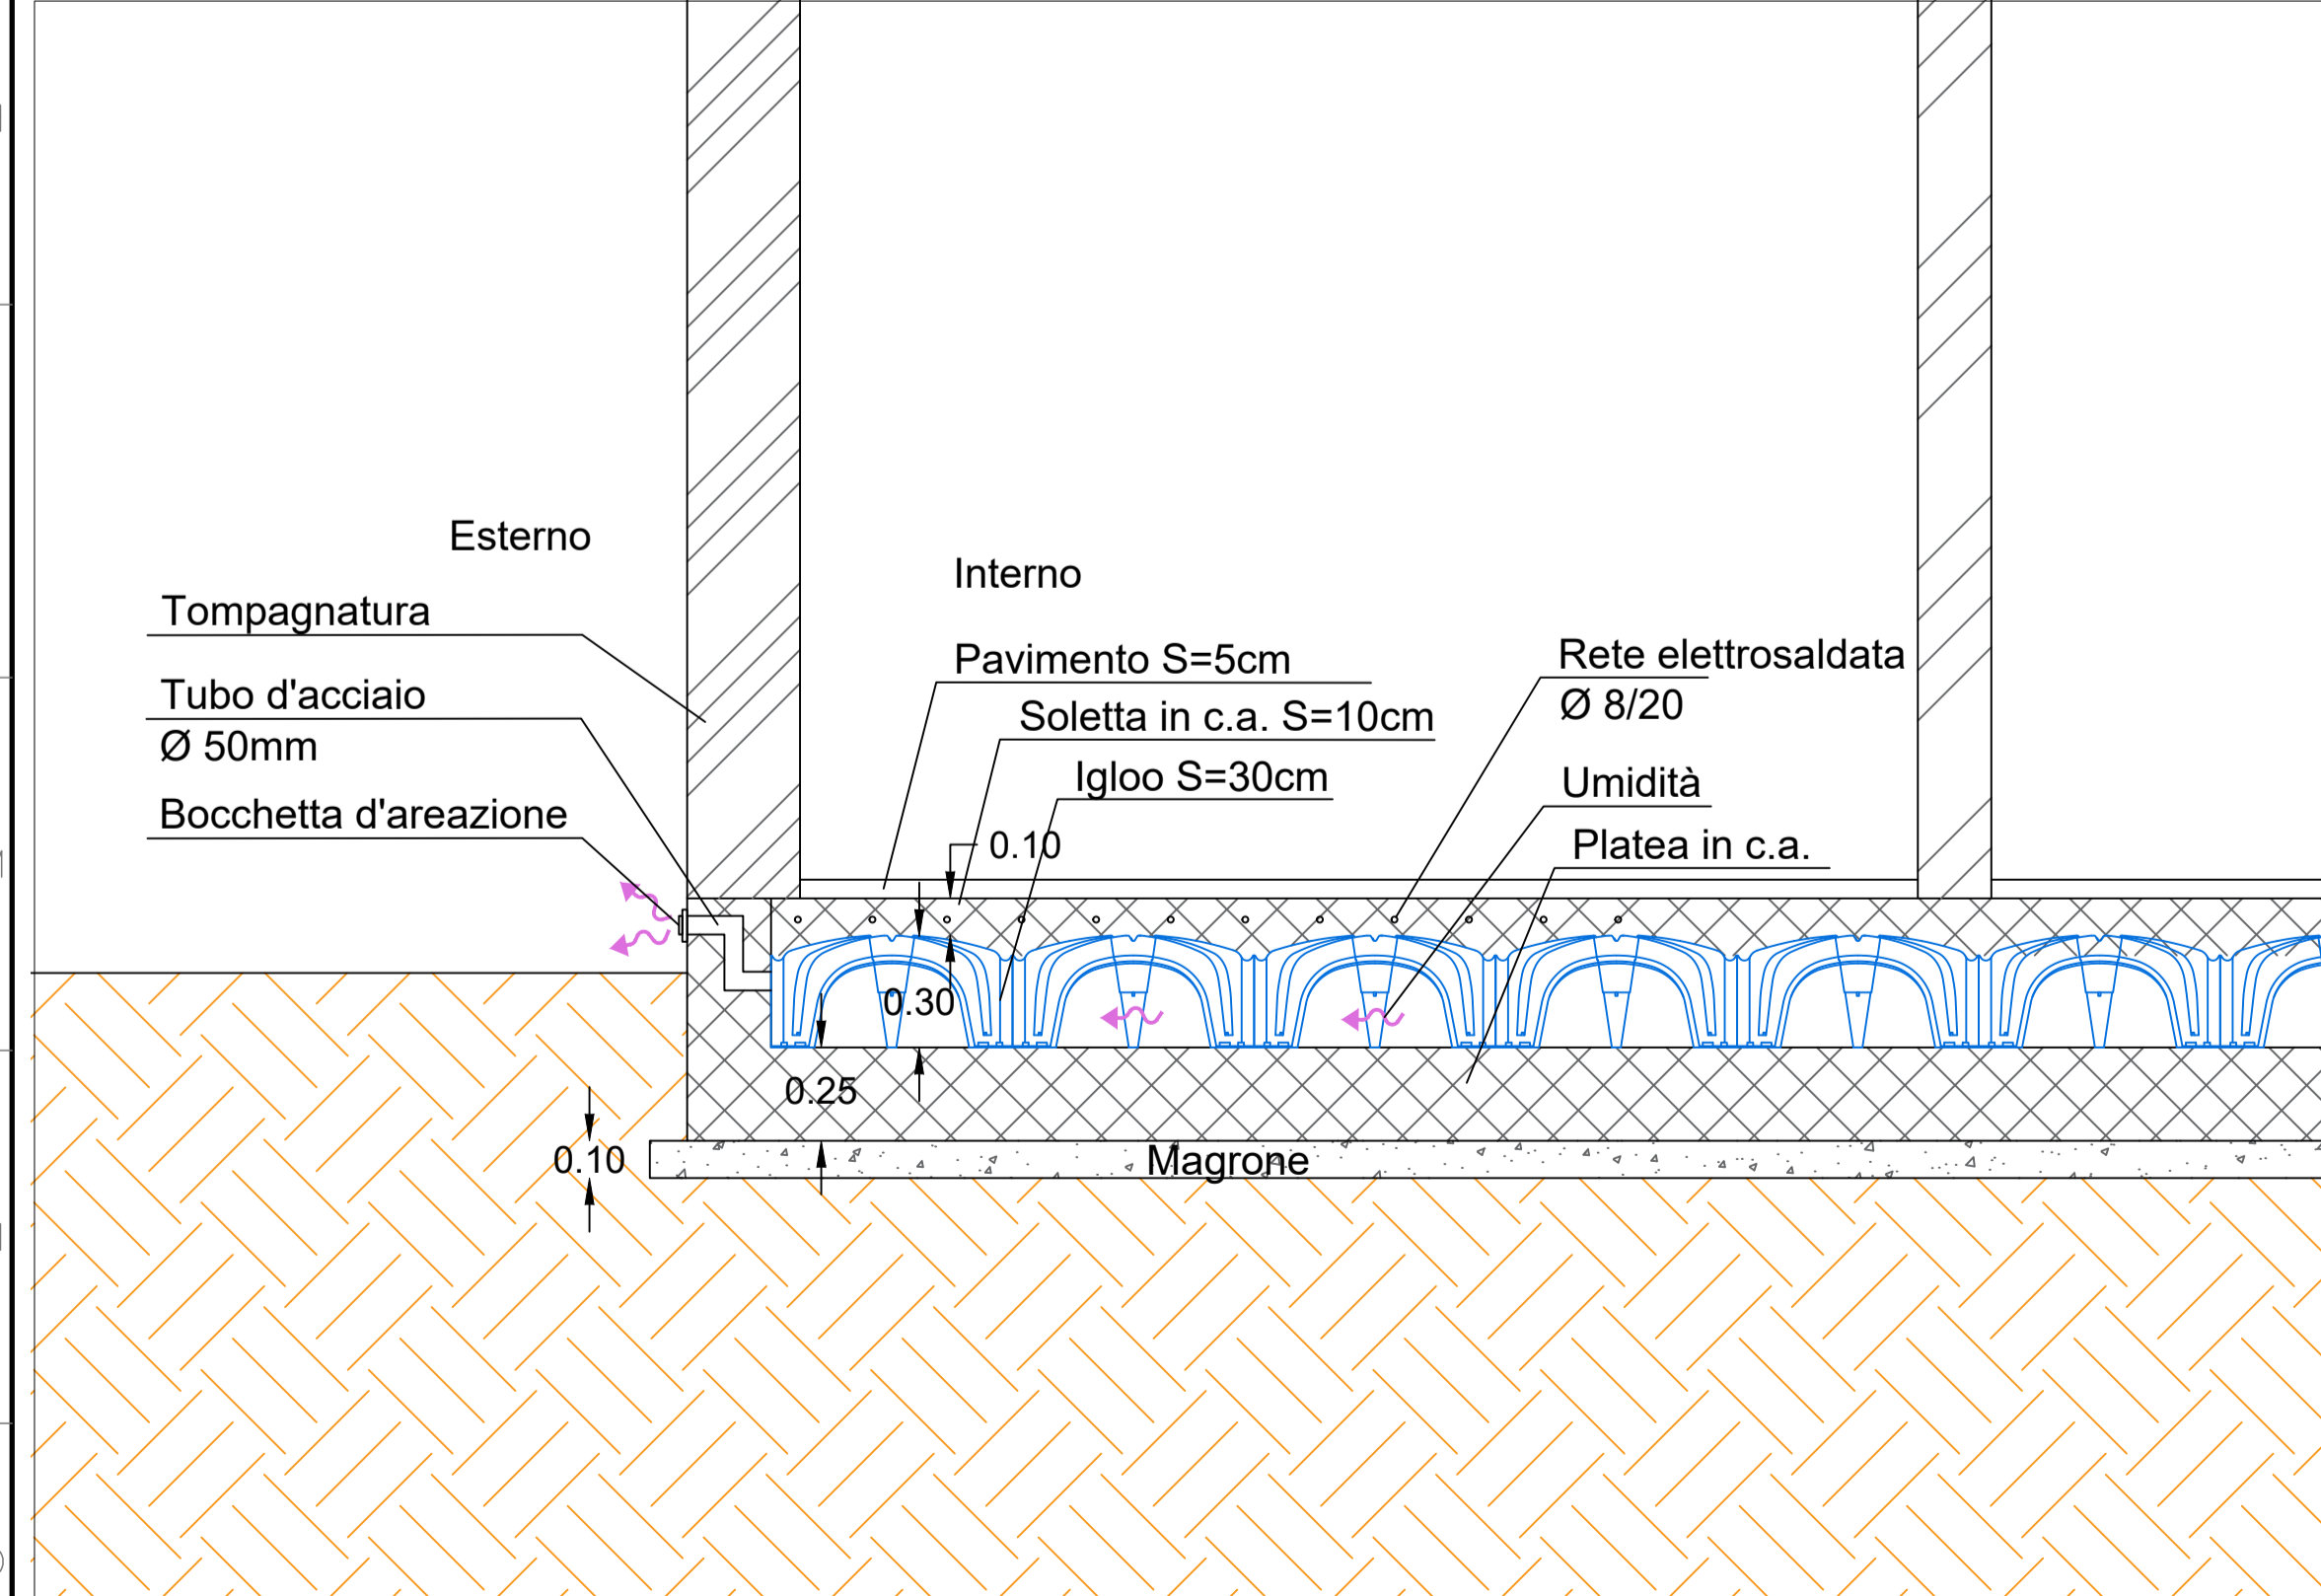 Esterno
Tompagnatura
Tubo d'acciaio
Ø 50mm
Bocchetta d'areazione
Interno
Pavimento S=5cm
Soletta in c.a. S=10cm
Igloo S=30cm
0.10
Rete elettrosaldata
Ø 8/20
Umidità
Platea in c.a.
0.30
0.25
0.10
Magrone